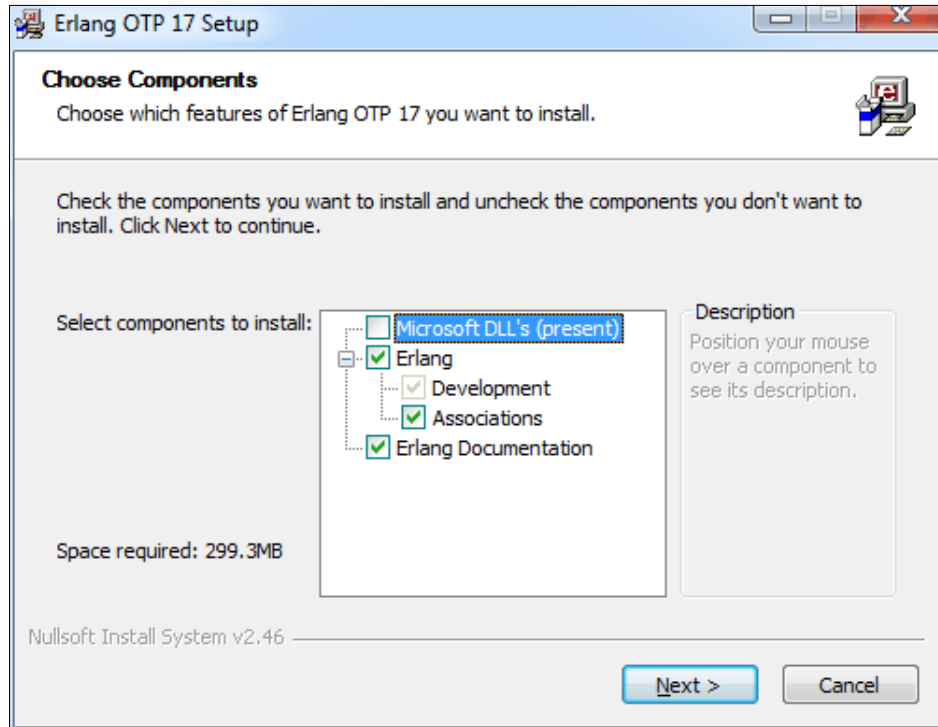 Erlang OTP 17 Setup
Choose Components
Choose which features of Erlang OTP 17 you want to install.
Check the components you want to install and uncheck the components you don't want to
install. Click Next to continue.
Select components to install:
Microsoft DLL's (present)
Erlang
Development
Associations
Erlang Documentation
Description
Position your mouse
over a component to
see its description.
Space required: 299.3MB
Nullsoft Install System v2.46
Next >
Cancel